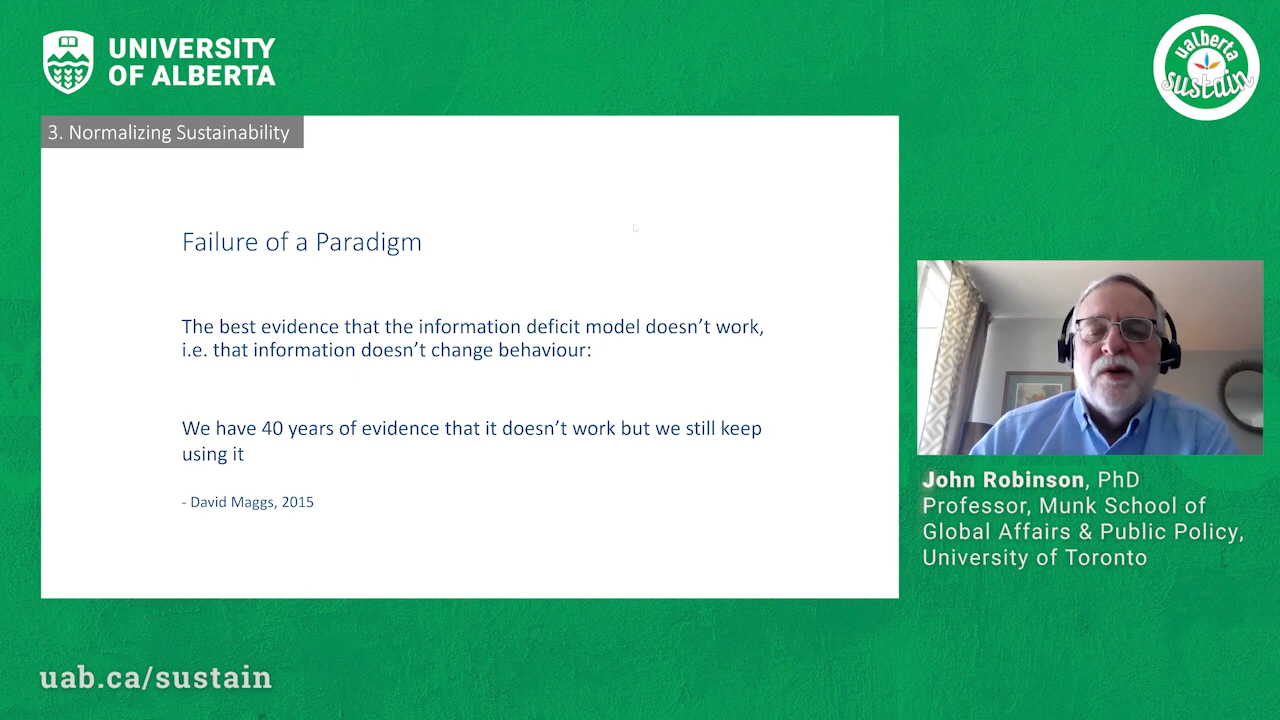 UNIVERSITY
OF ALBERTA
ualberta
sustain
3. Normalizing Sustainability
Failure of a Paradigm
The best evidence that the information deficit model doesn’t work,
i.e. that information doesn’t change behaviour:
We have 40 years of evidence that it doesn’t work but we still keep
using it
- David Maggs, 2015
John Robinson, PhD
Professor, Munk School of
Global Affairs & Public Policy,
University of Toronto
uab.ca/sustain